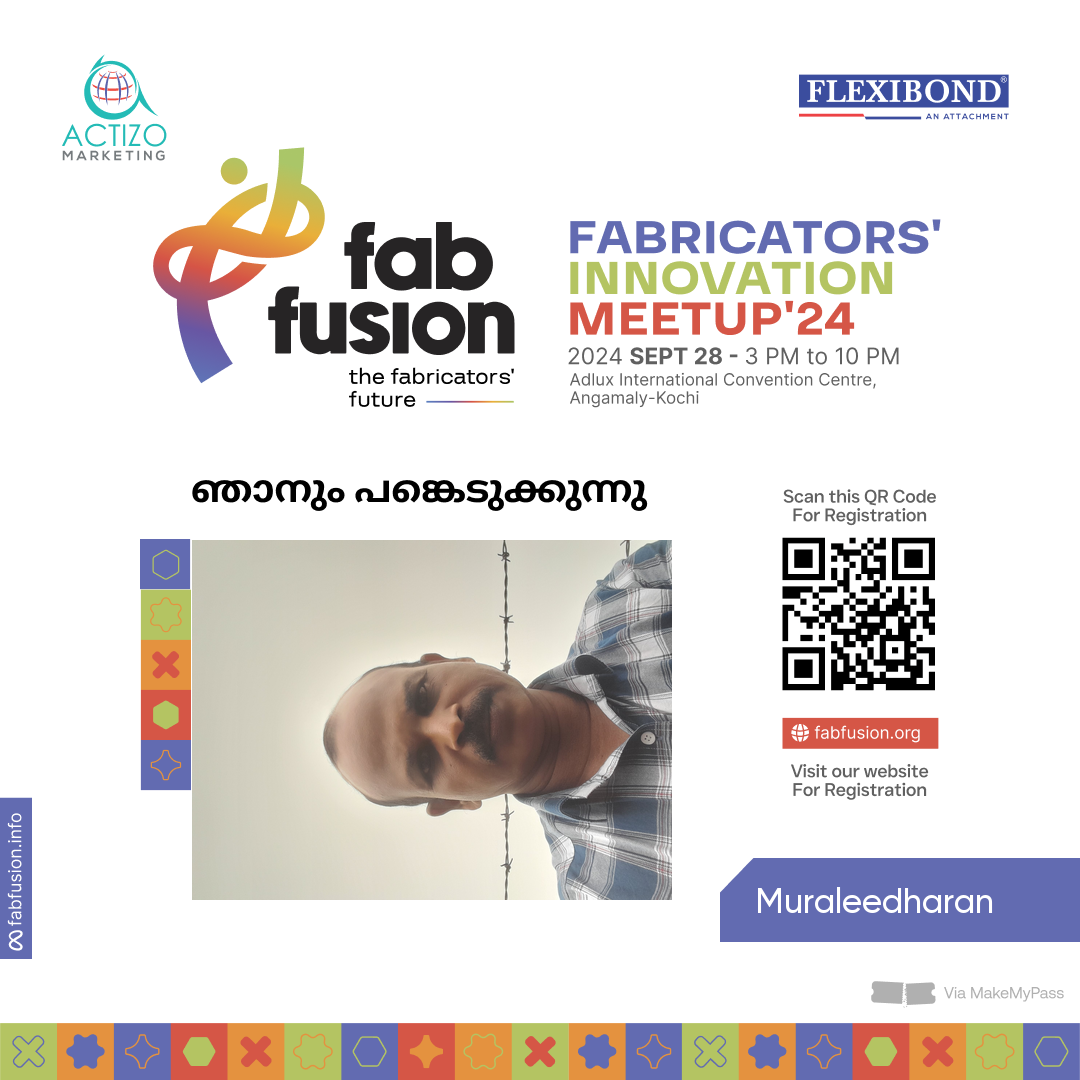 ACTIZO
MARKETING
FLEXIBOND®
AN ATTACHMENT
fab
fusion
the fabricators'
future
FABRICATORS'
INNOVATION
MEETUP'24
2024 SEPT 28 - 3 PM to 10 PM
Adlux International Convention Centre,
Angamaly-Kochi
ഞാനും പങ്കെടുക്കുന്നു
Scan this QR Code
For Registration
fabfusion.org
Visit our website
For Registration
fabfusion.info
Muraleedharan
Via MakeMyPass